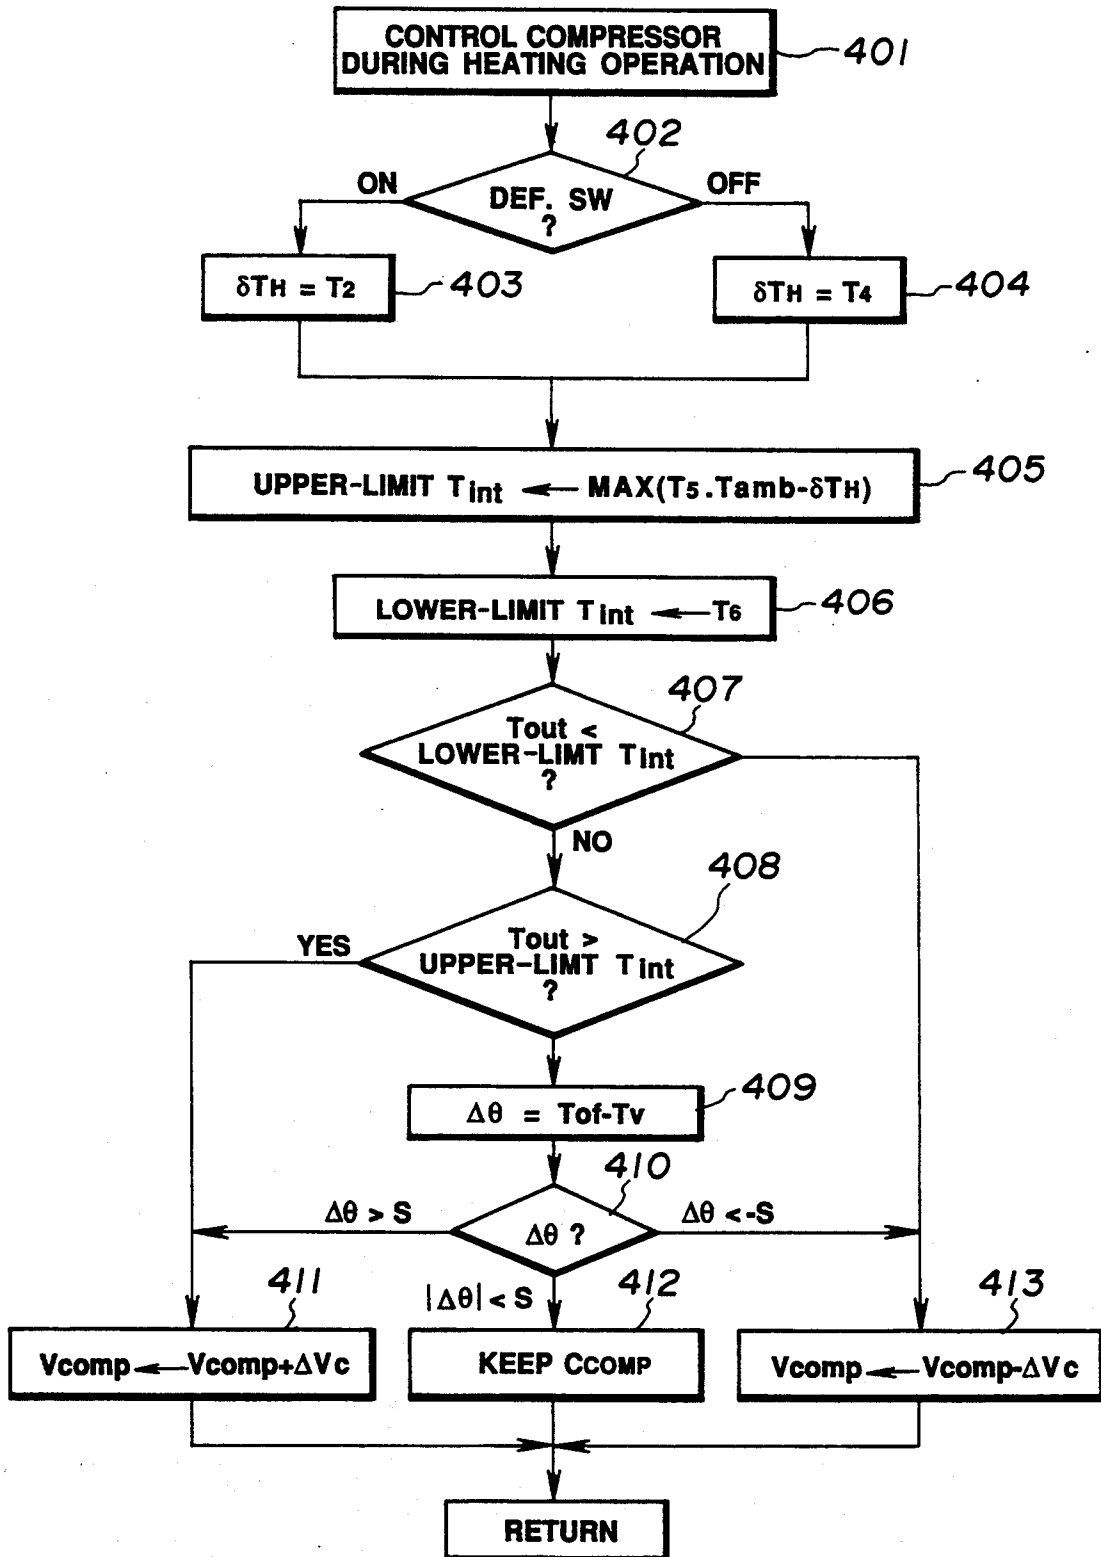 CONTROL COMPRESSOR
DURING HEATING OPERATION
401
402
ON
DEF. SW
?
OFF
δTH = T2
403
δTH = T4
404
UPPER-LIMIT Tint ← MAX(T5.Tamb-δTH)
405
LOWER-LIMIT Tint ← T6
406
407
Tout <
LOWER-LIMT Tint
?
NO
408
YES
Tout >
UPPER-LIMT Tint
?
Δθ = Tof-Tv
409
410
Δθ > S
Δθ ?
Δθ <-S
|Δθ| < S
411
412
413
Vcomp ← Vcomp+ΔVc
KEEP CCOMP
Vcomp ← Vcomp-ΔVc
RETURN